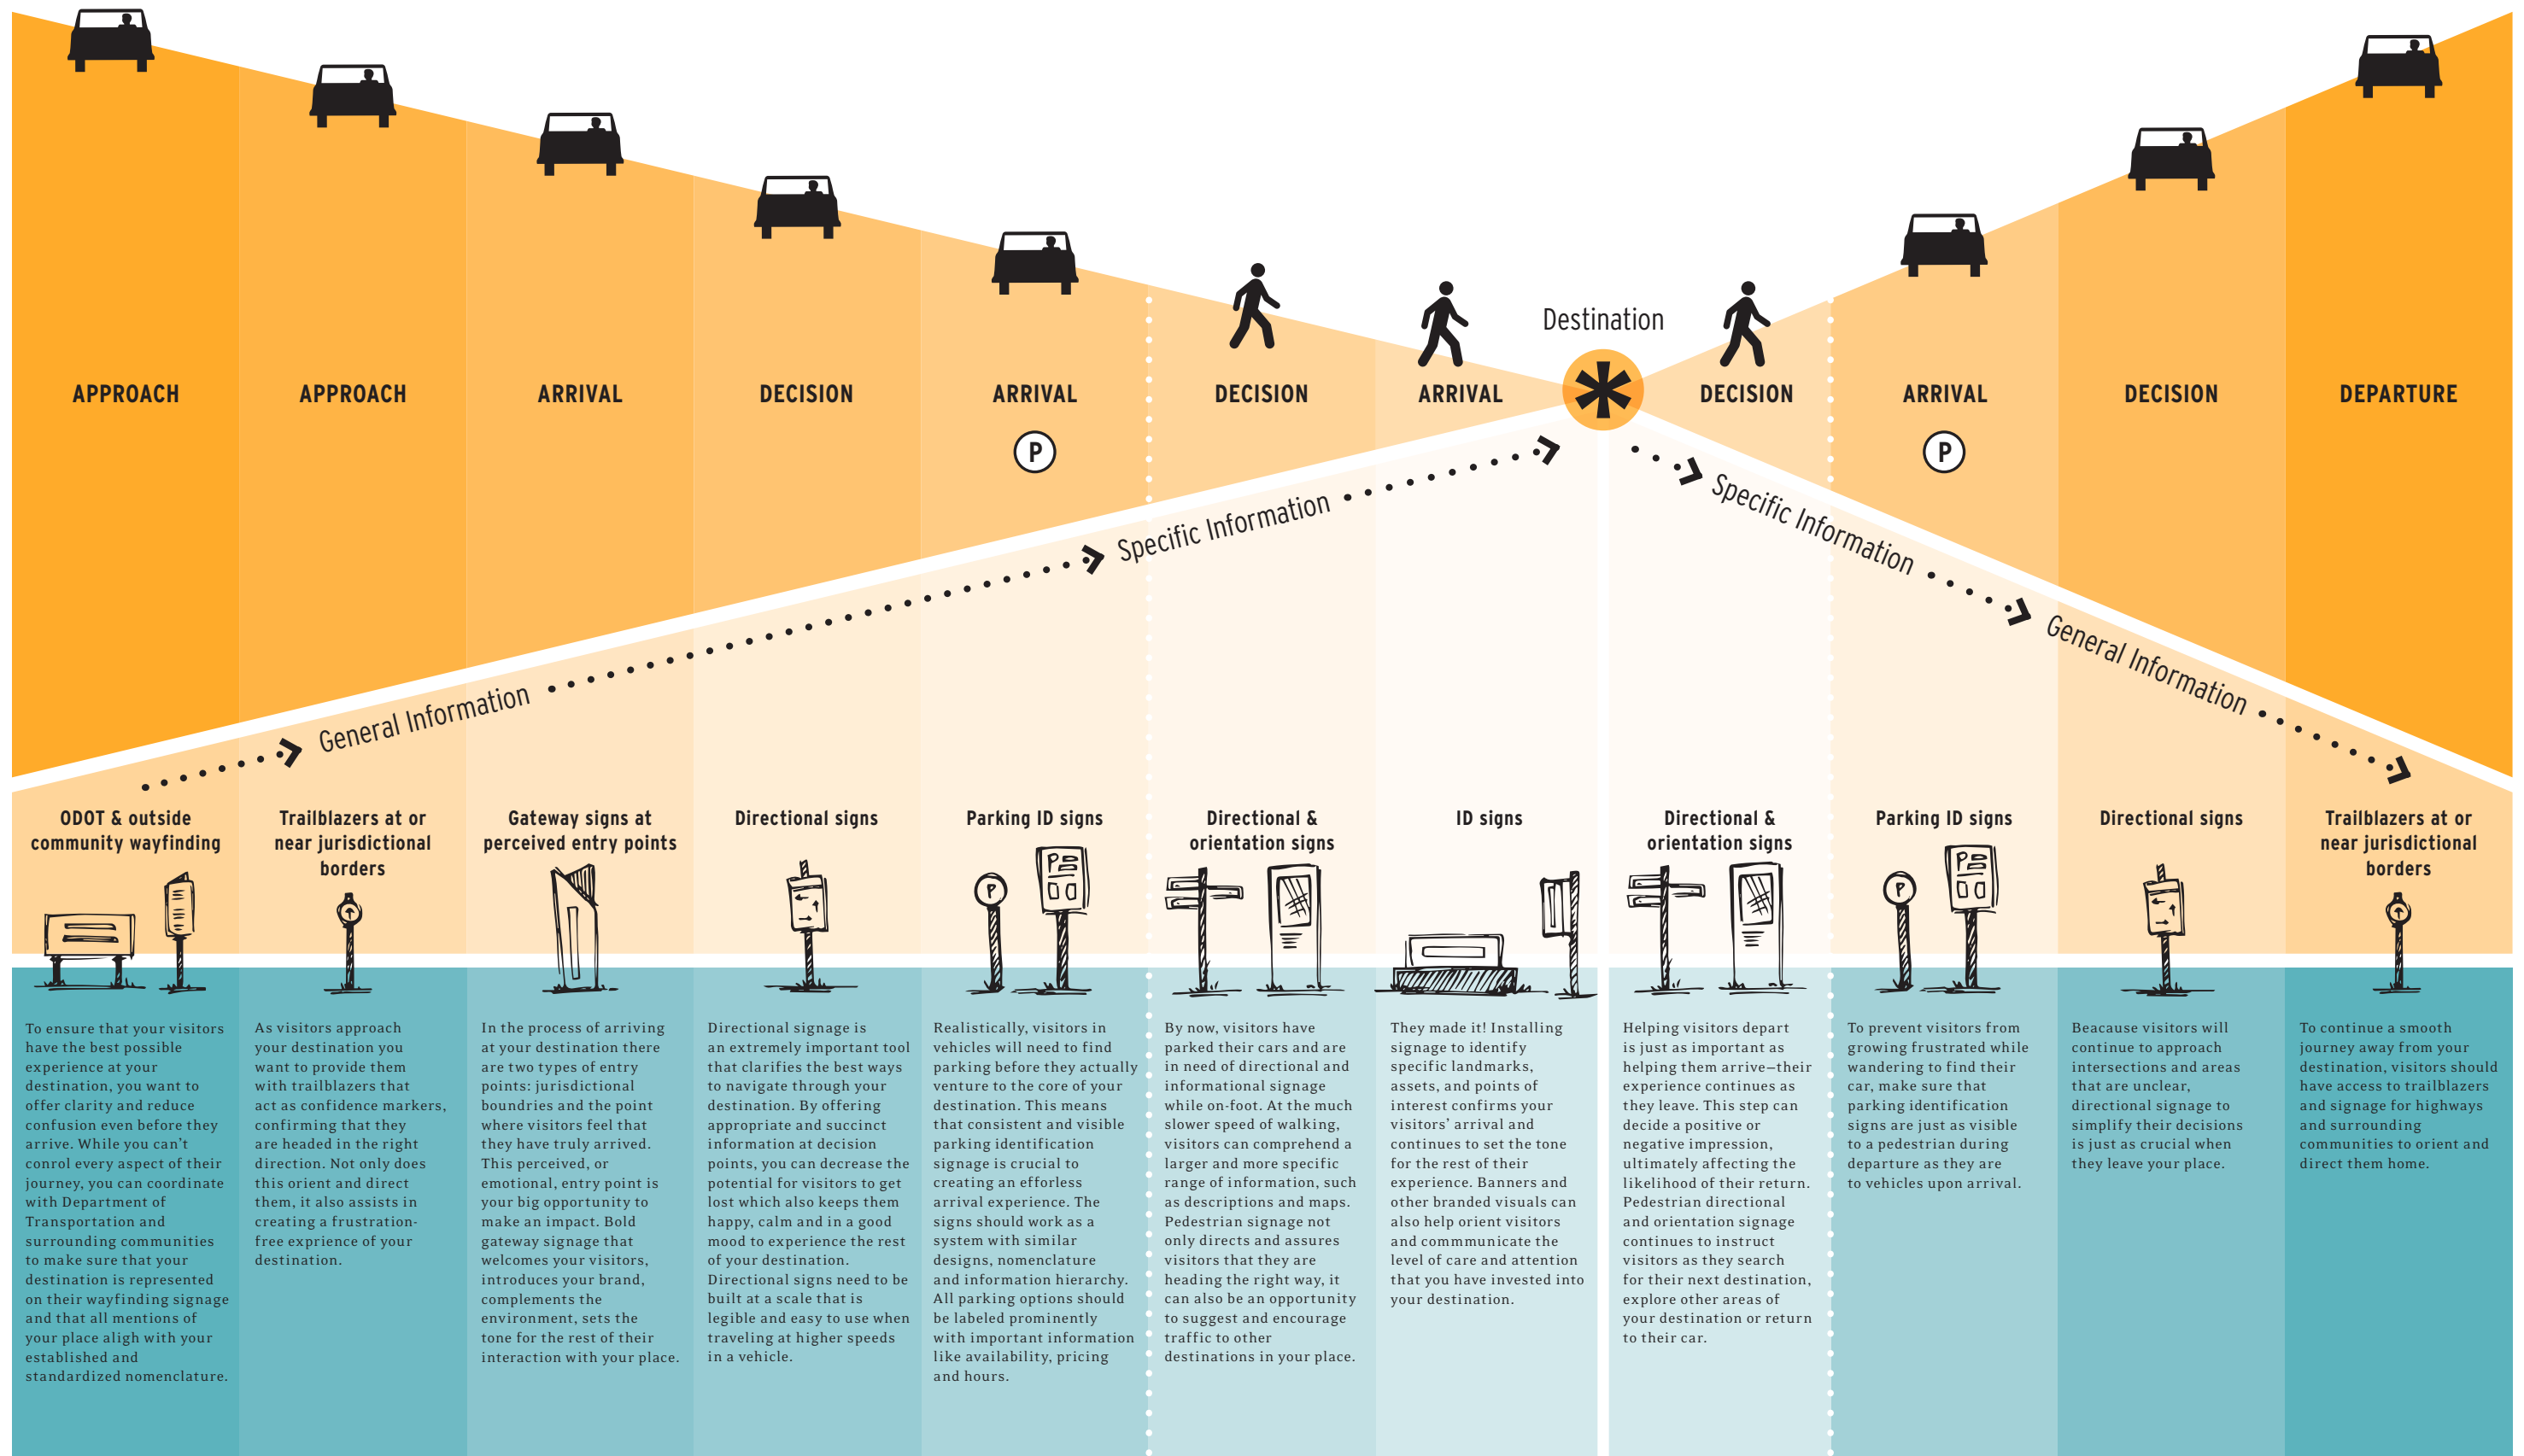 Destination
APPROACH
APPROACH
ARRIVAL
DECISION
ARRIVAL
DECISION
ARRIVAL
DECISION
ARRIVAL
DECISION
DEPARTURE
P
P
General Information
Specific Information
Specific Information
General Information
ODOT & outside
community wayfinding
Trailblazers at or
near jurisdictional
borders
Gateway signs at
perceived entry points
Directional signs
Parking ID signs
Directional &
orientation signs
ID signs
Directional &
orientation signs
Parking ID signs
Directional signs
Trailblazers at or
near jurisdictional
borders
P
P
P
P
To ensure that your visitors
have the best possible
experience at your
destination, you want to
offer clarity and reduce
confusion even before they
arrive. While you can't
conrol every aspect of their
journey, you can coordinate
with Department of
Transportation and
surrounding communities
to make sure that your
destination is represented
on their wayfinding signage
and that all mentions of
your place aligh with your
established and
standardized nomenclature.
As visitors approach
your destination you
want to provide them
with trailblazers that
act as confidence markers,
confirming that they
are headed in the right
direction. Not only does
this orient and direct
them, it also assists in
creating a frustration-
free exprience of your
destination.
In the process of arriving
at your destination there
are two types of entry
points: jurisdictional
boundries and the point
where visitors feel that
they have truly arrived.
This perceived, or
emotional, entry point is
your big opportunity to
make an impact. Bold
gateway signage that
welcomes your visitors,
introduces your brand,
complements the
environment, sets the
tone for the rest of their
interaction with your place.
Directional signage is
an extremely important tool
that clarifies the best ways
to navigate through your
destination. By offering
appropriate and succinct
information at decision
points, you can decrease the
potential for visitors to get
lost which also keeps them
happy, calm and in a good
mood to experience the rest
of your destination.
Directional signs need to be
built at a scale that is
legible and easy to use when
traveling at higher speeds
in a vehicle.
Realistically, visitors in
vehicles will need to find
parking before they actually
venture to the core of your
destination. This means
that consistent and visible
parking identification
signage is crucial to
creating an efforless
arrival experience. The
signs should work as a
system with similar
designs, nomenclature
and information hierarchy.
All parking options should
be labeled prominently
with important information
like availability, pricing
and hours.
By now, visitors have
parked their cars and are
in need of directional and
informational signage
while on-foot. At the much
slower speed of walking,
visitors can comprehend a
larger and more specific
range of information, such
as descriptions and maps.
Pedestrian signage not
only directs and assures
visitors that they are
heading the right way, it
can also be an opportunity
to suggest and encourage
traffic to other
destinations in your place.
They made it! Installing
signage to identify
specific landmarks,
assets, and points of
interest confirms your
visitors' arrival and
continues to set the tone
for the rest of their
experience. Banners and
other branded visuals can
also help orient visitors
and commmunicate the
level of care and attention
that you have invested into
your destination.
Helping visitors depart
is just as important as
helping them arrive—their
experience continues as
they leave. This step can
decide a positive or
negative impression,
ultimately affecting the
likelihood of their return.
Pedestrian directional
and orientation signage
continues to instruct
visitors as they search
for their next destination,
explore other areas of
your destination or return
to their car.
To prevent visitors from
growing frustrated while
wandering to find their
car, make sure that
parking identification
signs are just as visible
to a pedestrian during
departure as they are
to vehicles upon arrival.
Beacause visitors will
continue to approach
intersections and areas
that are unclear,
directional signage to
simplify their decisions
is just as crucial when
they leave your place.
To continue a smooth
journey away from your
destination, visitors should
have access to trailblazers
and signage for highways
and surrounding
communities to orient and
direct them home.